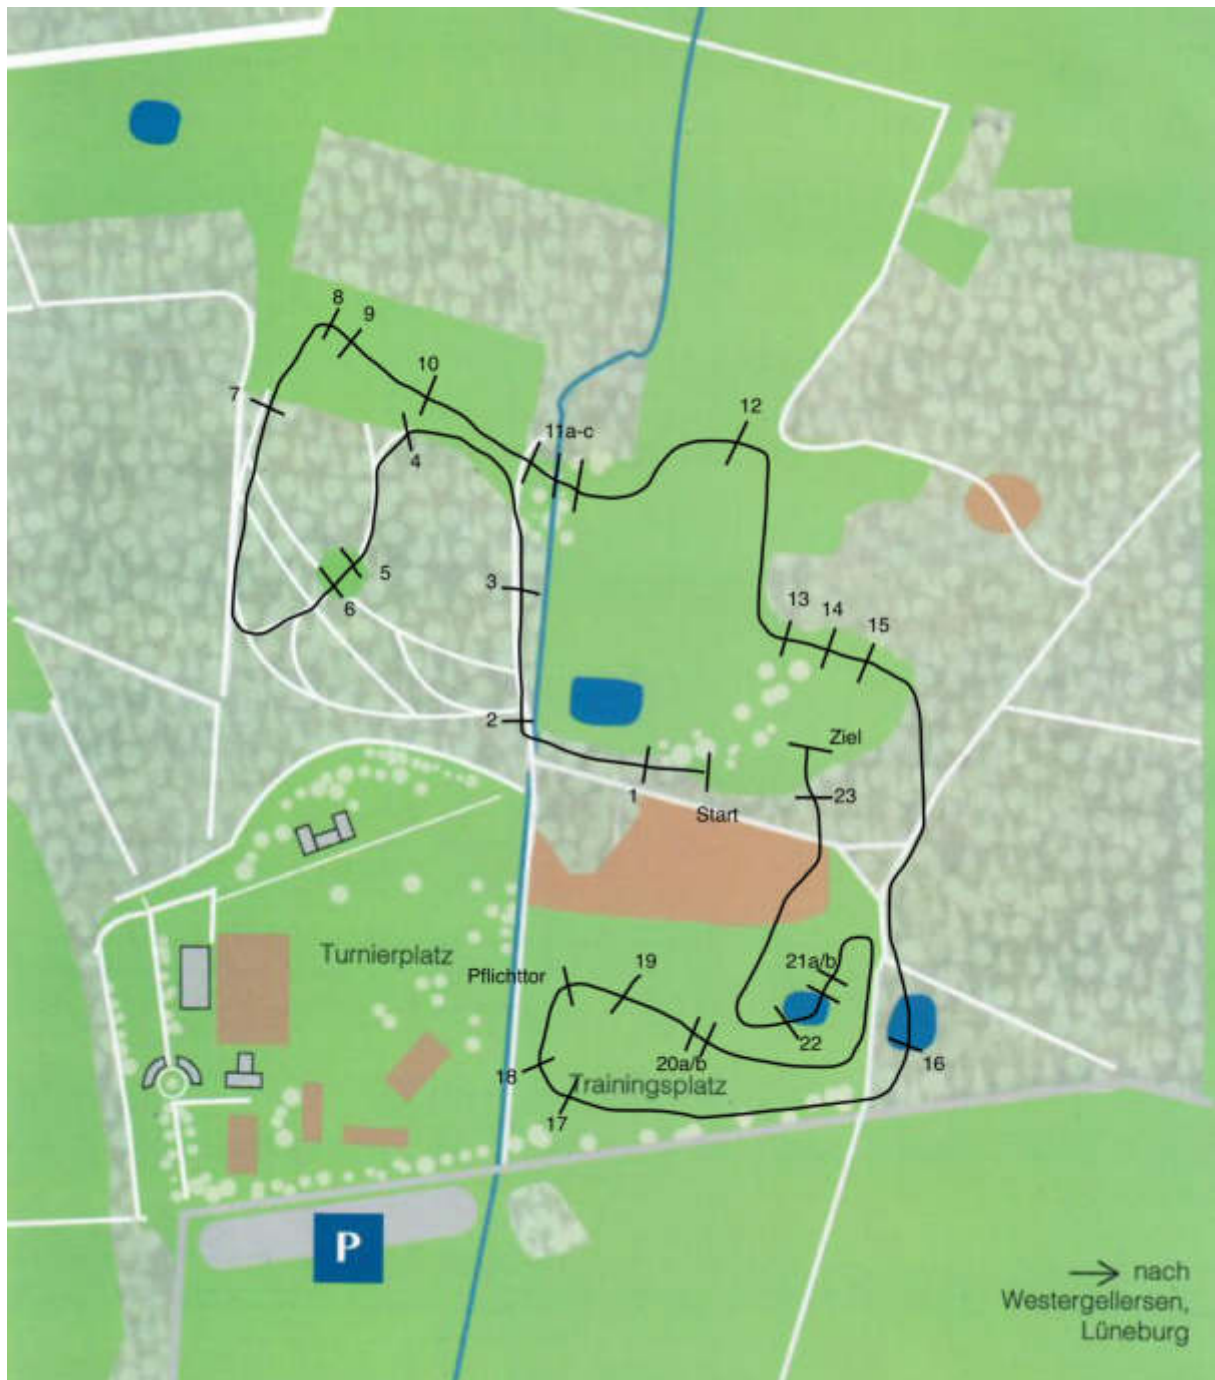 8
9
10
7
12
11a-c
4
5
3
6
13
14
15
2
Ziel
1
23
Start
Turnierplatz
Pflichttor
19
21a/b
22
20a/b
16
18
Trainingsplatz
17
P
nach
Westergellersen,
Lüneburg